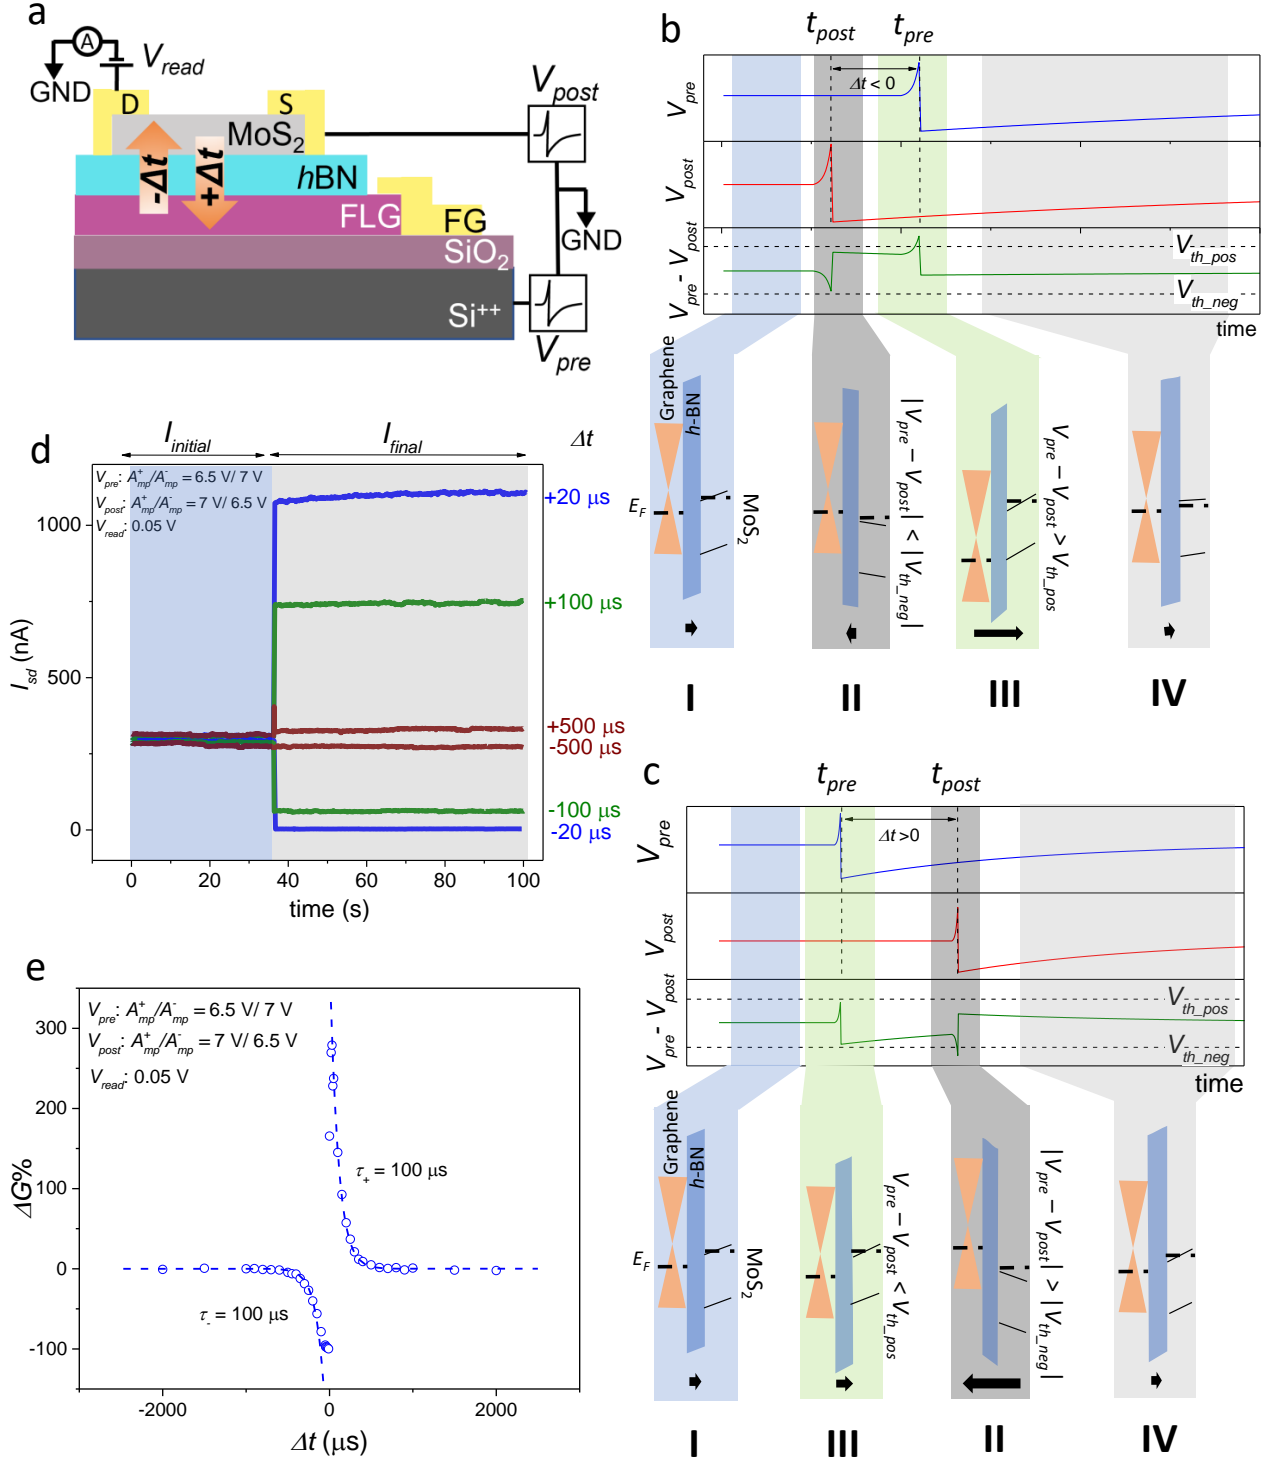 a
A
V_read
GND
D
S
MoS2
V_post
-Δt
+Δt
hBN
FLG
FG
GND
SiO2
Si++
V_pre
b
t_post
t_pre
Δt < 0
V_pre
V_post
V_pre - V_post
V_th_pos
V_th_neg
time
Graphene
h-BN
E_F
MoS2
|V_pre – V_post| < |V_th_neg|
V_pre – V_post > V_th_pos
I
II
III
IV
d
I_initial
I_final
Δt
V_pre: A+mp/A-mp = 6.5 V/ 7 V
V_post: A+mp/A-mp = 7 V/ 6.5 V
V_read: 0.05 V
+20 µs
+100 µs
+500 µs
-500 µs
-100 µs
-20 µs
1000
500
0
I_sd (nA)
0
20
40
60
80
100
time (s)
c
t_pre
t_post
Δt >0
V_pre
V_post
V_pre - V_post
V_th_pos
V_th_neg
time
Graphene
h-BN
E_F
MoS2
V_pre – V_post < V_th_pos
|V_pre – V_post| > |V_th_neg|
I
III
II
IV
e
V_pre: A+mp/A-mp = 6.5 V/ 7 V
V_post: A+mp/A-mp = 7 V/ 6.5 V
V_read: 0.05 V
300
200
100
0
-100
ΔG%
τ+ = 100 µs
τ- = 100 µs
-2000
0
2000
Δt (µs)